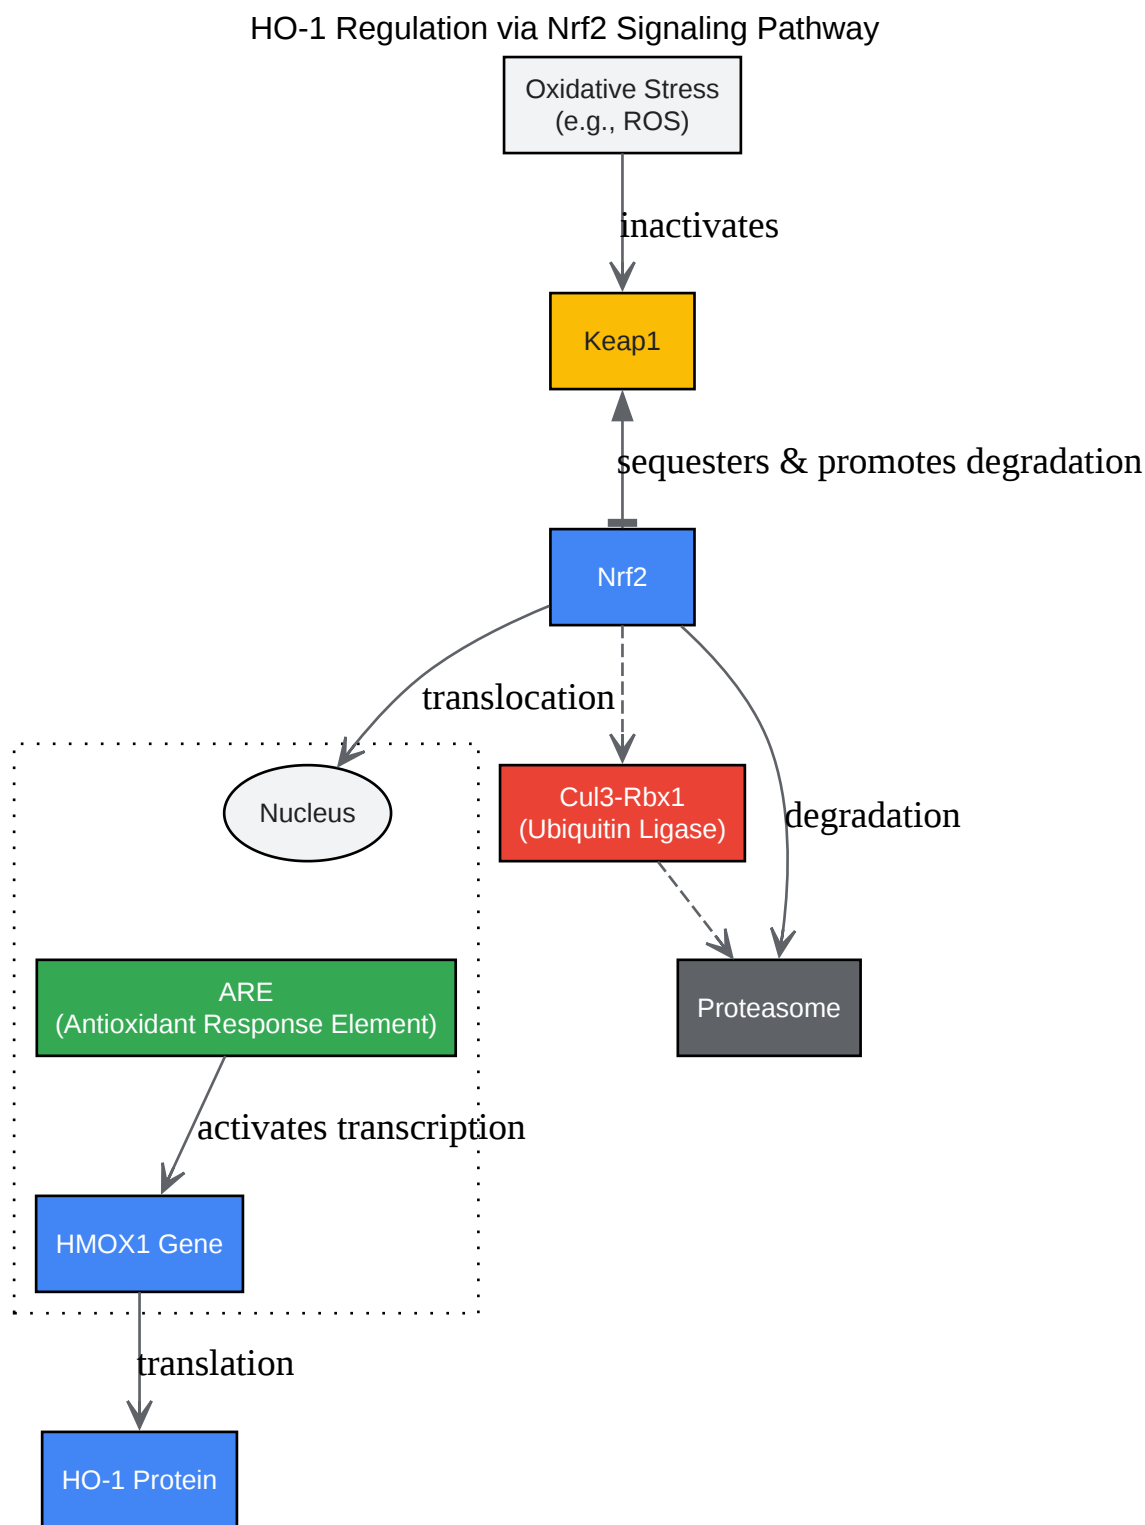 HO-1 Regulation via Nrf2 Signaling Pathway
Oxidative Stress
(e.g., ROS)
inactivates
Keap1
sequesters & promotes degradation
Nrf2
translocation
Cul3-Rbx1
(Ubiquitin Ligase)
degradation
Nucleus
ARE
(Antioxidant Response Element)
Proteasome
activates transcription
HMOX1 Gene
translation
HO-1 Protein